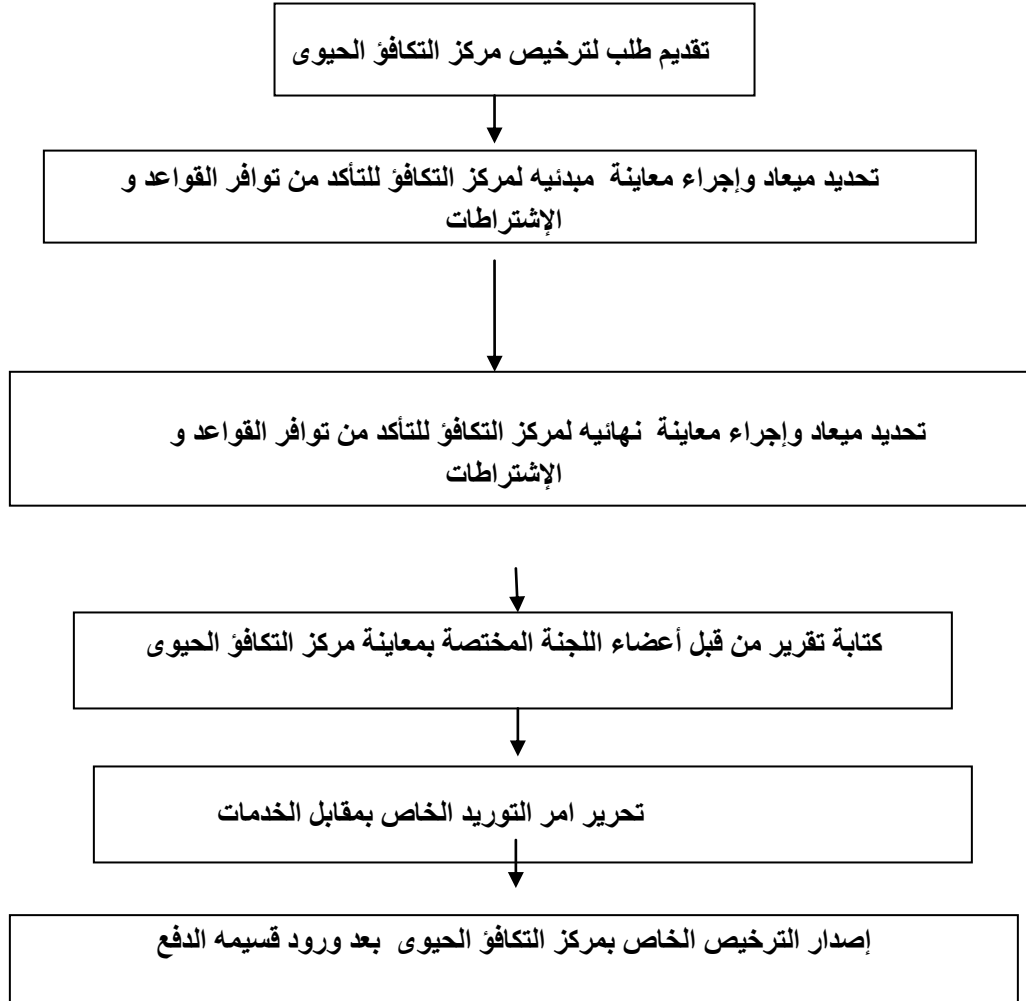 تقديم طلب لترخيص مركز التكافؤ الحيوى
تحديد ميعاد وإجراء معاينة مبدئيه لمركز التكافؤ للتأكد من توافر القواعد و
الإشتراطات
تحديد ميعاد وإجراء معاينة نهائيه لمركز التكافؤ للتأكد من توافر القواعد و
الإشتراطات
كتابة تقرير من قبل أعضاء اللجنة المختصة بمعاينة مركز التكافؤ الحيوى
تحرير امر التوريد الخاص بمقابل الخدمات
إصدار الترخيص الخاص بمركز التكافؤ الحيوى بعد ورود قسيمه الدفع